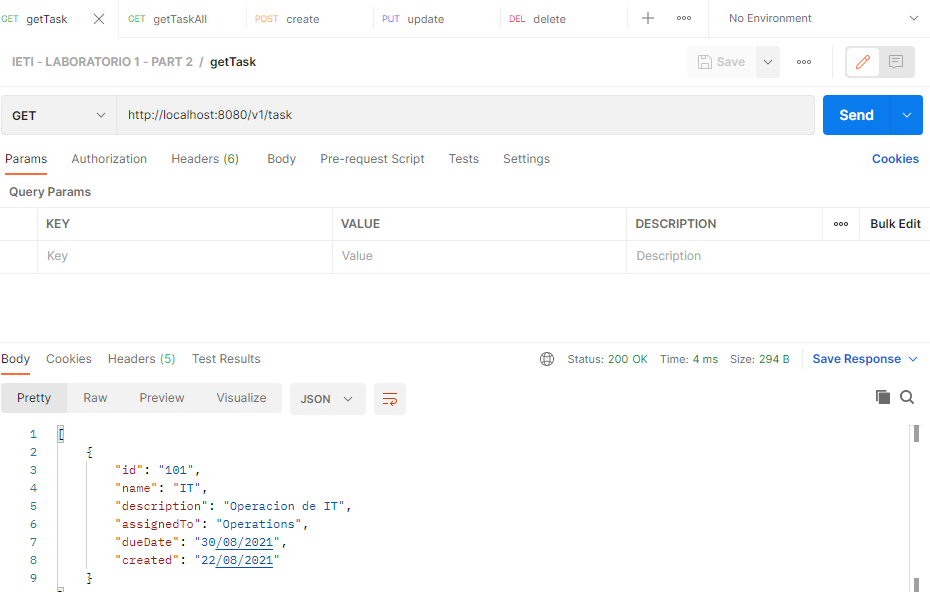 GET getTask GET getTaskAll POST create PUT update DEL delete No Environment
IETI - LABORATORIO 1 - PART 2 / getTask Save
GET http://localhost:8080/v1/task Send
Params Authorization Headers (6) Body Pre-request Script Tests Settings Cookies
Query Params
KEY VALUE DESCRIPTION Bulk Edit
Key Value Description
Body Cookies Headers (5) Test Results Status: 200 OK Time: 4 ms Size: 294 B Save Response
Pretty Raw Preview Visualize JSON
1 [
2 {
3 "id": "101",
4 "name": "IT",
5 "description": "Operacion de IT",
6 "assignedTo": "Operations",
7 "dueDate": "30/08/2021",
8 "created": "22/08/2021"
9 }